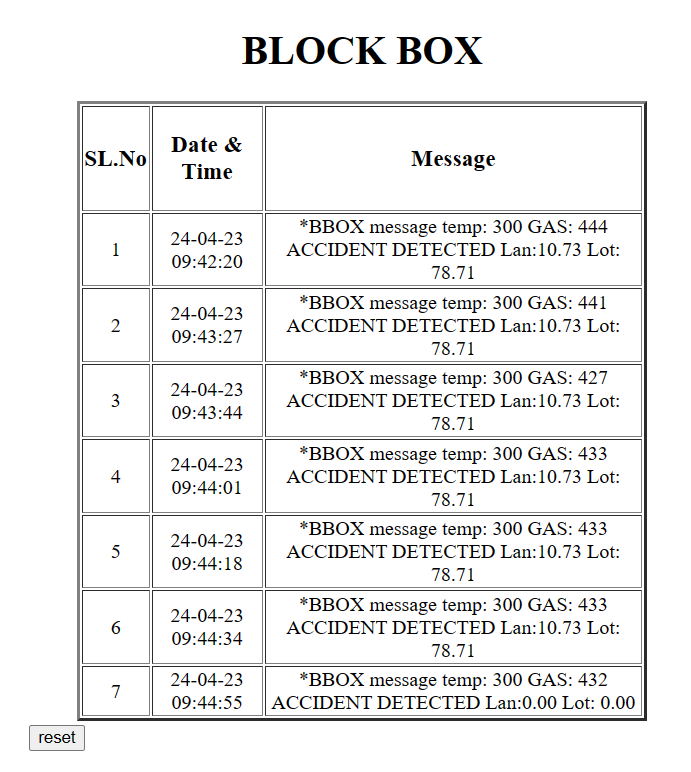 BLOCK BOX
SL.No
Date &
Time
Message
1
24-04-23
09:42:20
*BBOX message temp: 300 GAS: 444
ACCIDENT DETECTED Lan:10.73 Lot:
78.71
2
24-04-23
09:43:27
*BBOX message temp: 300 GAS: 441
ACCIDENT DETECTED Lan:10.73 Lot:
78.71
3
24-04-23
09:43:44
*BBOX message temp: 300 GAS: 427
ACCIDENT DETECTED Lan:10.73 Lot:
78.71
4
24-04-23
09:44:01
*BBOX message temp: 300 GAS: 433
ACCIDENT DETECTED Lan:10.73 Lot:
78.71
5
24-04-23
09:44:18
*BBOX message temp: 300 GAS: 433
ACCIDENT DETECTED Lan:10.73 Lot:
78.71
6
24-04-23
09:44:34
*BBOX message temp: 300 GAS: 433
ACCIDENT DETECTED Lan:10.73 Lot:
78.71
7
24-04-23
09:44:55
*BBOX message temp: 300 GAS: 432
ACCIDENT DETECTED Lan:0.00 Lot: 0.00
reset